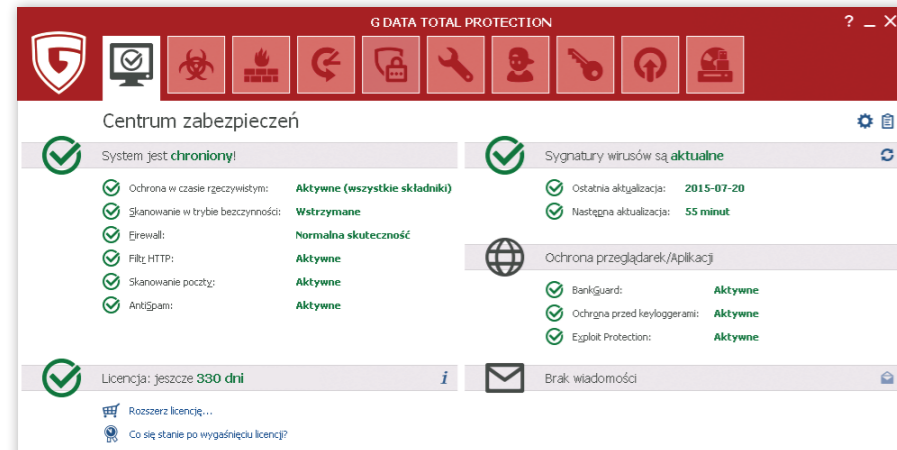 G DATA TOTAL PROTECTION
? _ X
G
Centrum zabezpieczeń
System jest chroniony!
Ochrona w czasie rzeczywistym: Aktywne (wszystkie składniki)
Skanowanie w trybie bezczynności: Wstrzymane
Firewall: Normalna skuteczność
Filtr HTTP: Aktywne
Skanowanie poczty: Aktywne
AntiSpam: Aktywne
Sygnatury wirusów są aktualne
Ostatnia aktualizacja: 2015-07-20
Następna aktualizacja: 55 minut
Ochrona przeglądarek/Aplikacji
BankGuard: Aktywne
Ochrona przed keyloggerami: Aktywne
Exploit Protection: Aktywne
Licencja: jeszcze 330 dni i
Rozszerz licencję...
Co się stanie po wygaśnięciu licencji?
Brak wiadomości